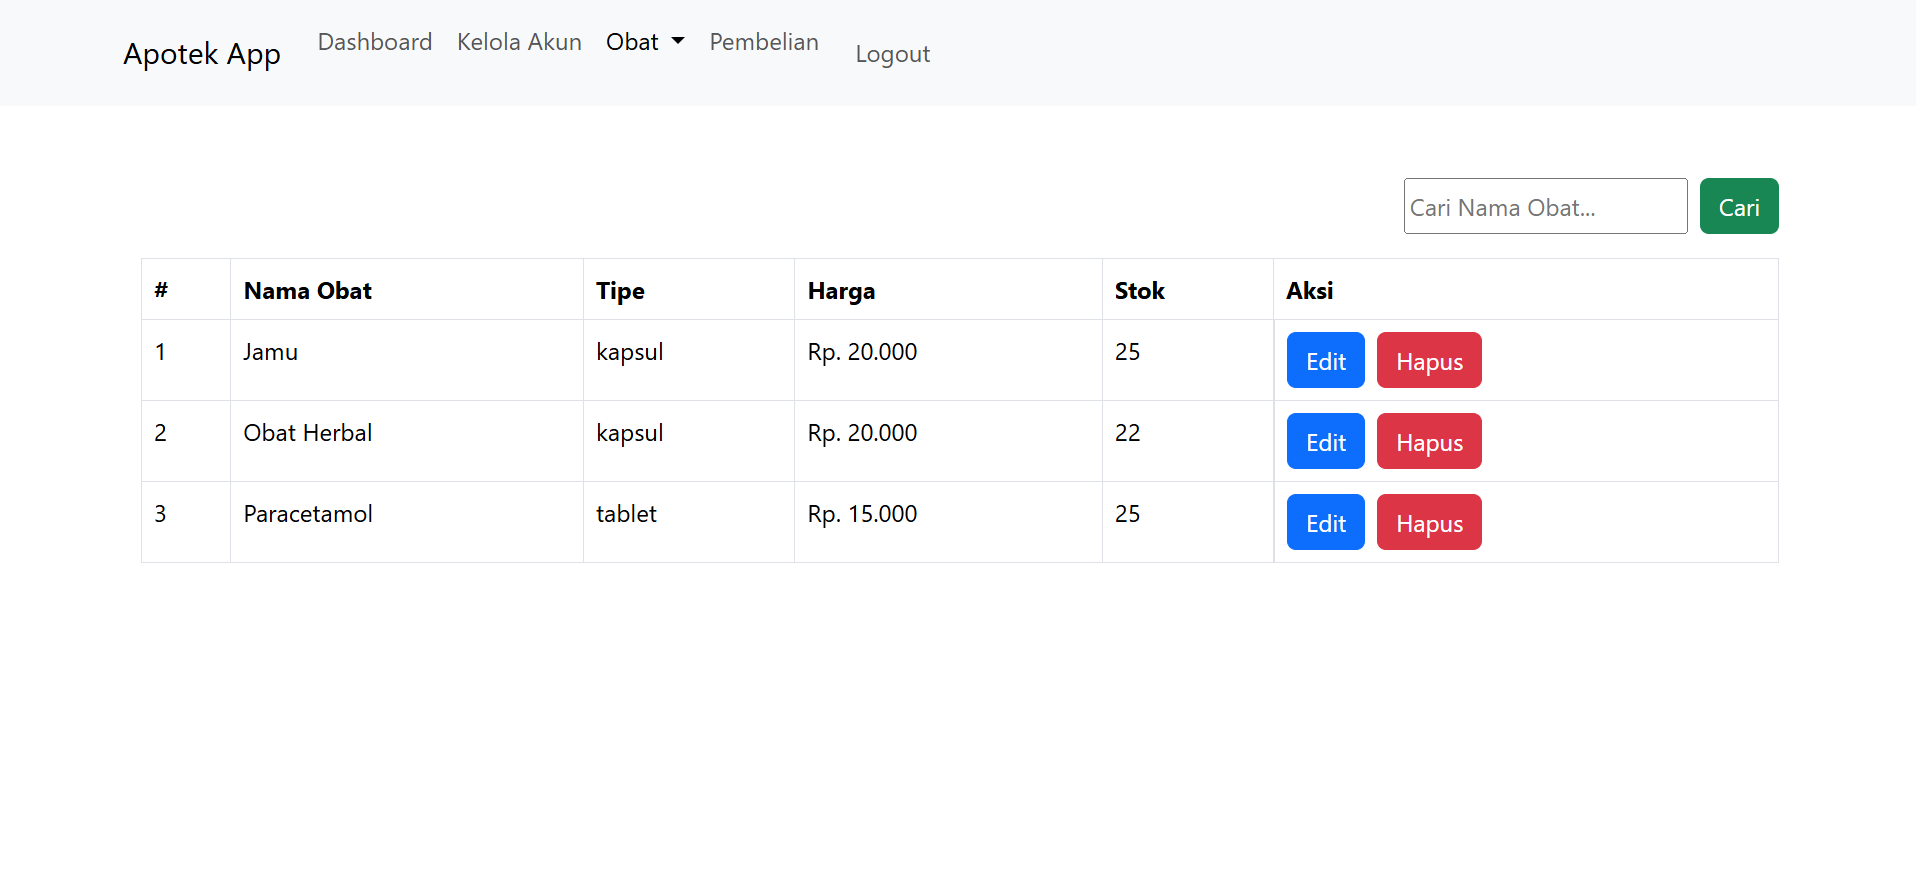 Apotek App Dashboard Kelola Akun Obat Pembelian Logout
Cari Nama Obat... Cari
# Nama Obat Tipe Harga Stok Aksi
1 Jamu kapsul Rp. 20.000 25 Edit Hapus
2 Obat Herbal kapsul Rp. 20.000 22 Edit Hapus
3 Paracetamol tablet Rp. 15.000 25 Edit Hapus